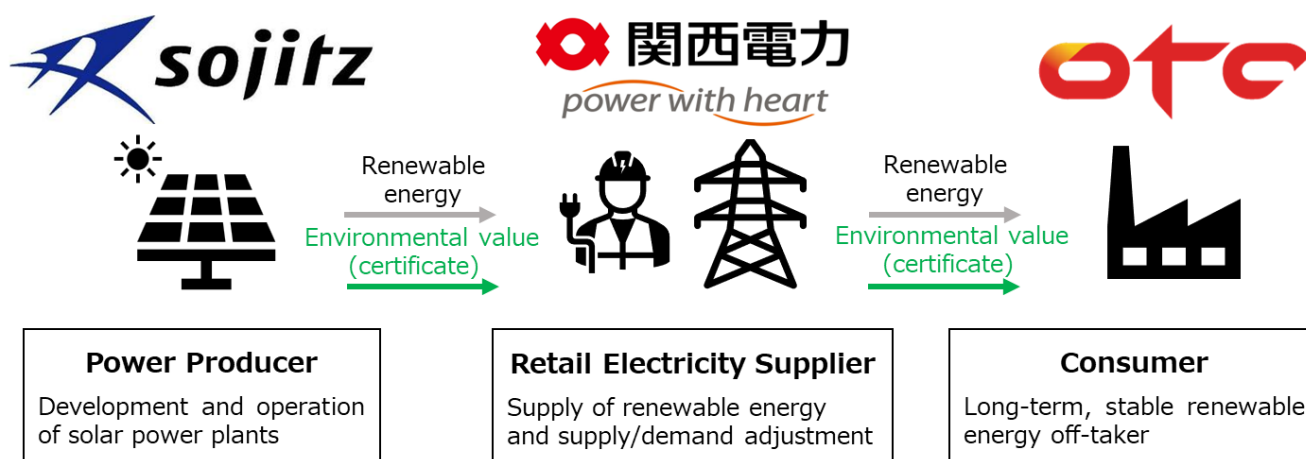 sojitz
関西電力
power with heart
otc
Renewable
energy
Environmental value
(certificate)
Renewable
energy
Environmental value
(certificate)
Power Producer
Development and operation
of solar power plants
Retail Electricity Supplier
Supply of renewable energy
and supply/demand adjustment
Consumer
Long-term, stable renewable
energy off-taker